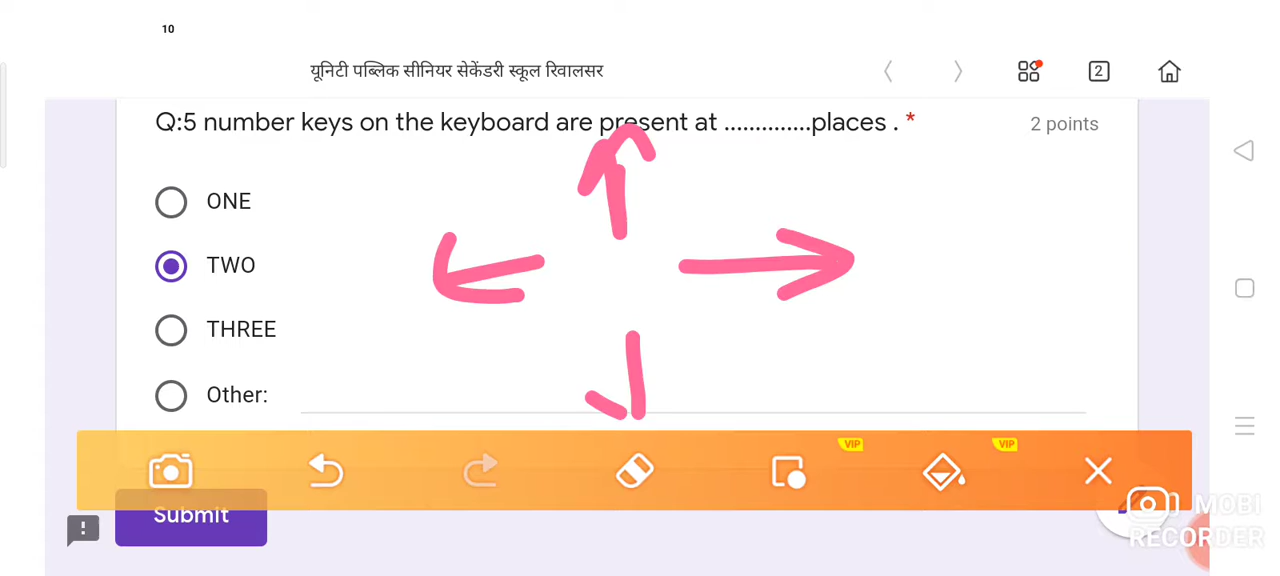 10
यूनिटी पब्लिक सीनियर सेकेंडरी स्कूल रिवालसर
2
Q:5 number keys on the keyboard are present at ..............places . *
2 points
ONE
TWO
THREE
Other:
VIP
VIP
Submit
MOBI
RECORDER